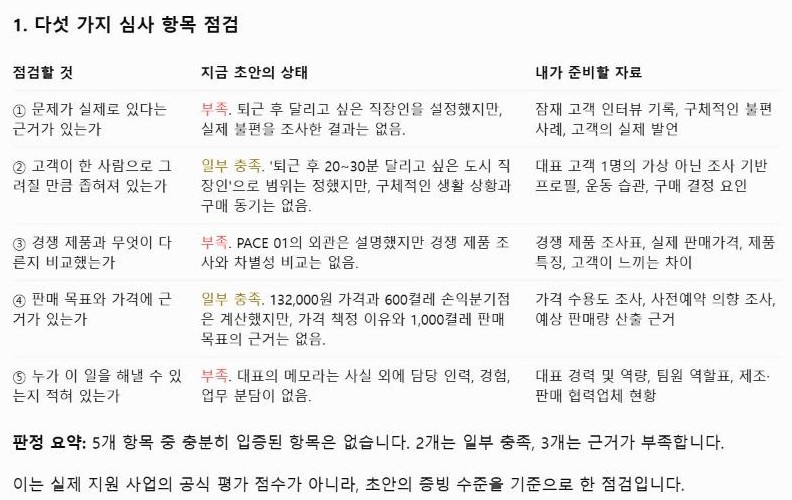 1. 다섯 가지 심사 항목 점검
점검할 것
지금 초안의 상태
내가 준비할 자료
① 문제가 실제로 있다는
근거가 있는가
부족. 퇴근 후 달리고 싶은 직장인을 설정했지만,
실제 불편을 조사한 결과는 없음.
잠재 고객 인터뷰 기록, 구체적인 불편
사례, 고객의 실제 발언
② 고객이 한 사람으로 그
려질 만큼 좁혀져 있는가
일부 충족. '퇴근 후 20~30분 달리고 싶은 도시 직
장인'으로 범위는 정했지만, 구체적인 생활 상황과
구매 동기는 없음.
대표 고객 1명의 가상 아닌 조사 기반
프로필, 운동 습관, 구매 결정 요인
③ 경쟁 제품과 무엇이 다
른지 비교했는가
부족. PACE 01의 외관은 설명했지만 경쟁 제품 조
사와 차별성 비교는 없음.
경쟁 제품 조사표, 실제 판매가격, 제품
특징, 고객이 느끼는 차이
④ 판매 목표와 가격에 근
거가 있는가
일부 충족. 132,000원 가격과 600켤레 손익분기점
은 계산했지만, 가격 책정 이유와 1,000켤레 판매
목표의 근거는 없음.
가격 수용도 조사, 사전예약 의향 조사,
예상 판매량 산출 근거
⑤ 누가 이 일을 해낼 수 있
는지 적혀 있는가
부족. 대표의 메모라는 사실 외에 담당 인력, 경험,
업무 분담이 없음.
대표 경력 및 역량, 팀원 역할표, 제조·
판매 협력업체 현황
판정 요약: 5개 항목 중 충분히 입증된 항목은 없습니다. 2개는 일부 충족, 3개는 근거가 부족합니다.
이는 실제 지원 사업의 공식 평가 점수가 아니라, 초안의 증빙 수준을 기준으로 한 점검입니다.